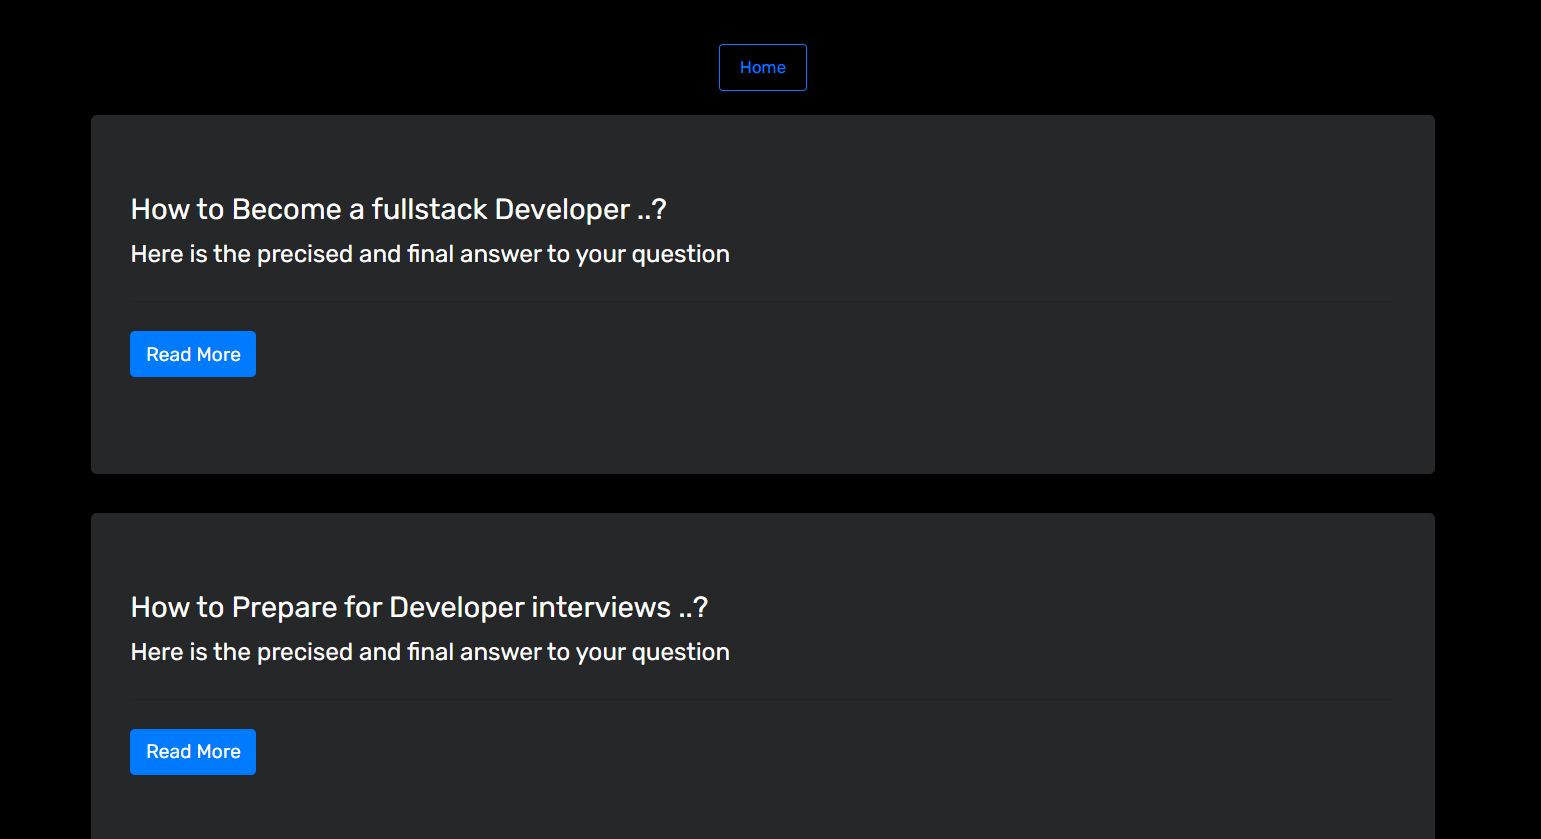 Home
How to Become a fullstack Developer ..?
Here is the precised and final answer to your question
Read More
How to Prepare for Developer interviews ..?
Here is the precised and final answer to your question
Read More